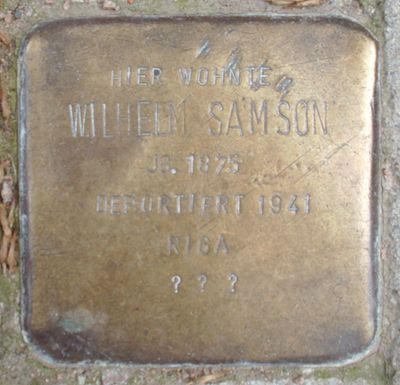 HIER WOHNTE
WILHELM SAMSON
JG. 1875
DEPORTIERT 1941
RIGA
? ? ?